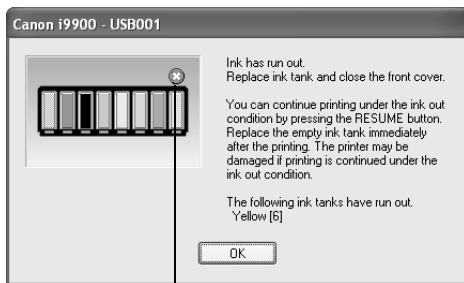 Canon i9900 - USB001
Ink has run out.
Replace ink tank and close the front cover.
You can continue printing under the ink out
condition by pressing the RESUME button.
Replace the empty ink tank immediately
after the printing. The printer may be
damaged if printing is continued under the
ink out condition.
The following ink tanks have run out.
Yellow [6]
OK